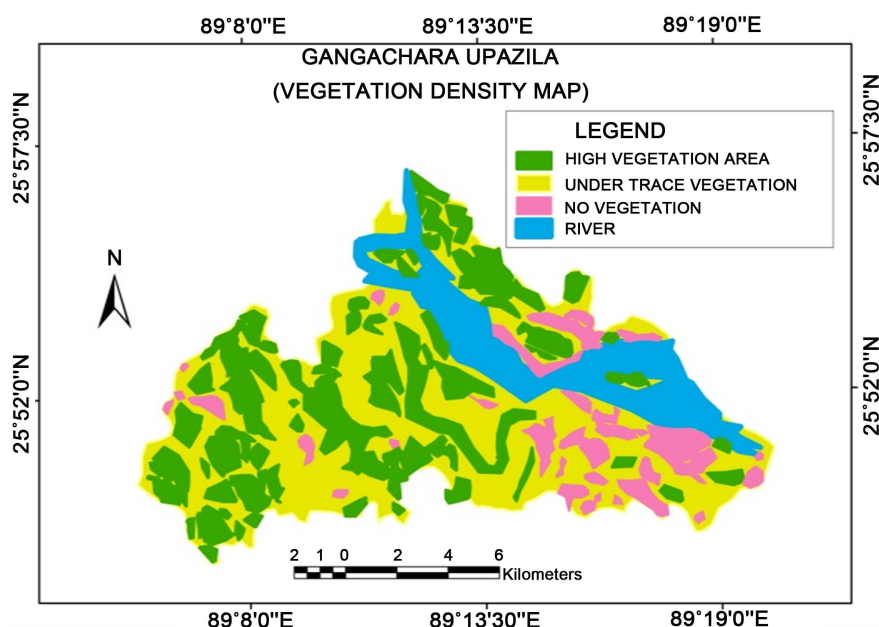 89˚8'0"E 89˚13'30"E 89˚19'0"E
GANGACHARA UPAZILA
(VEGETATION DENSITY MAP)
25˚57'30"N
25˚57'30"N
LEGEND
HIGH VEGETATION AREA
UNDER TRACE VEGETATION
NO VEGETATION
RIVER
N
25˚52'0"N
25˚52'0"N
2 1 0 2 4 6
Kilometers
89˚8'0"E 89˚13'30"E 89˚19'0"E